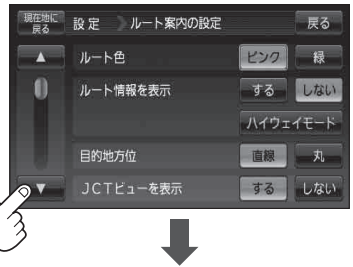 現在地に
戻る
設定 ルート案内の設定 戻る
▲ ルート色 ピンク 緑
ルート情報を表示 する しない
ハイウェイモード
目的地方位 直線 丸
▼ JCTビューを表示 する しない